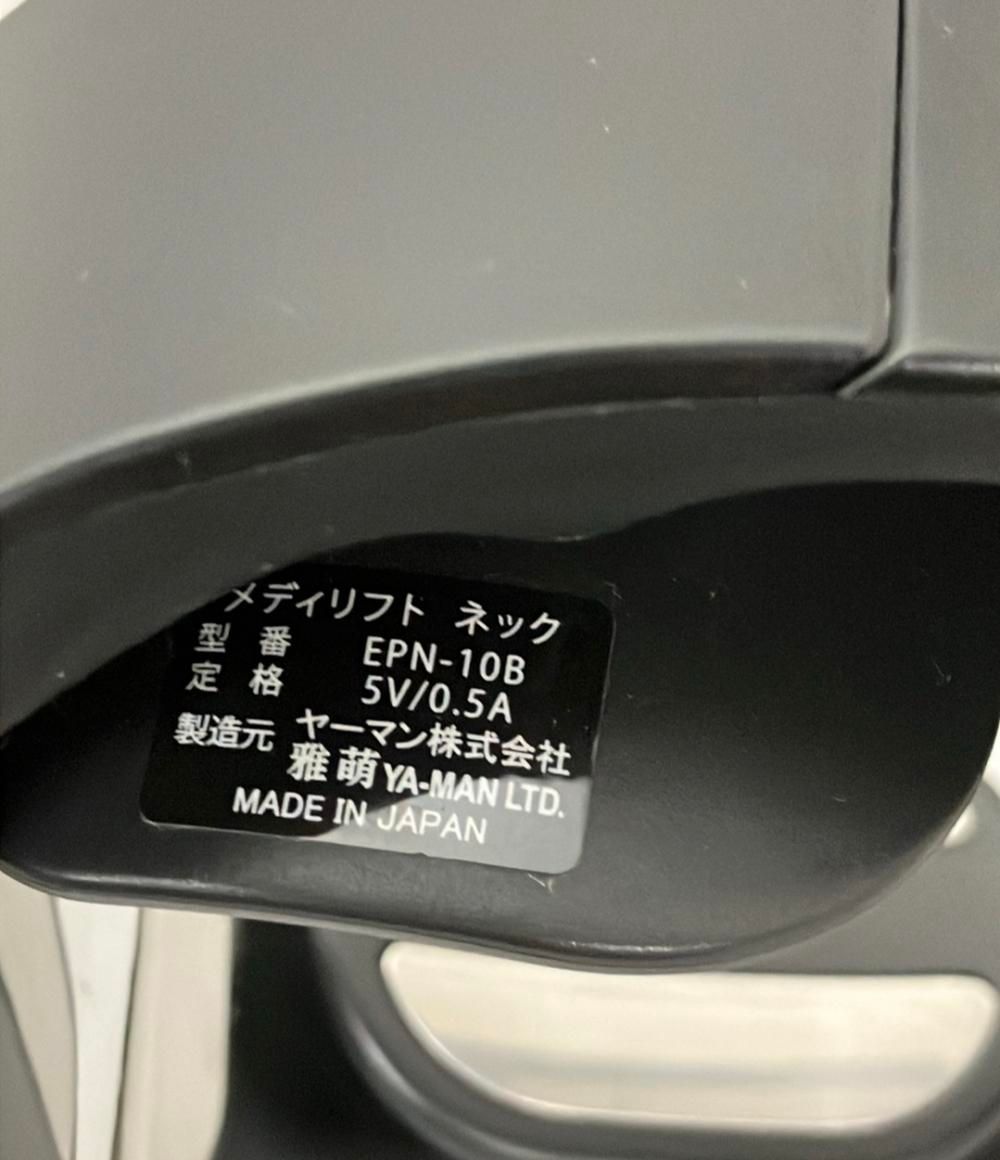 メディリフト ネック
型番 EPN-10B
定格 5V/0.5A
製造元 ヤーマン株式会社
雅萌 YA-MAN LTD.
MADE IN JAPAN